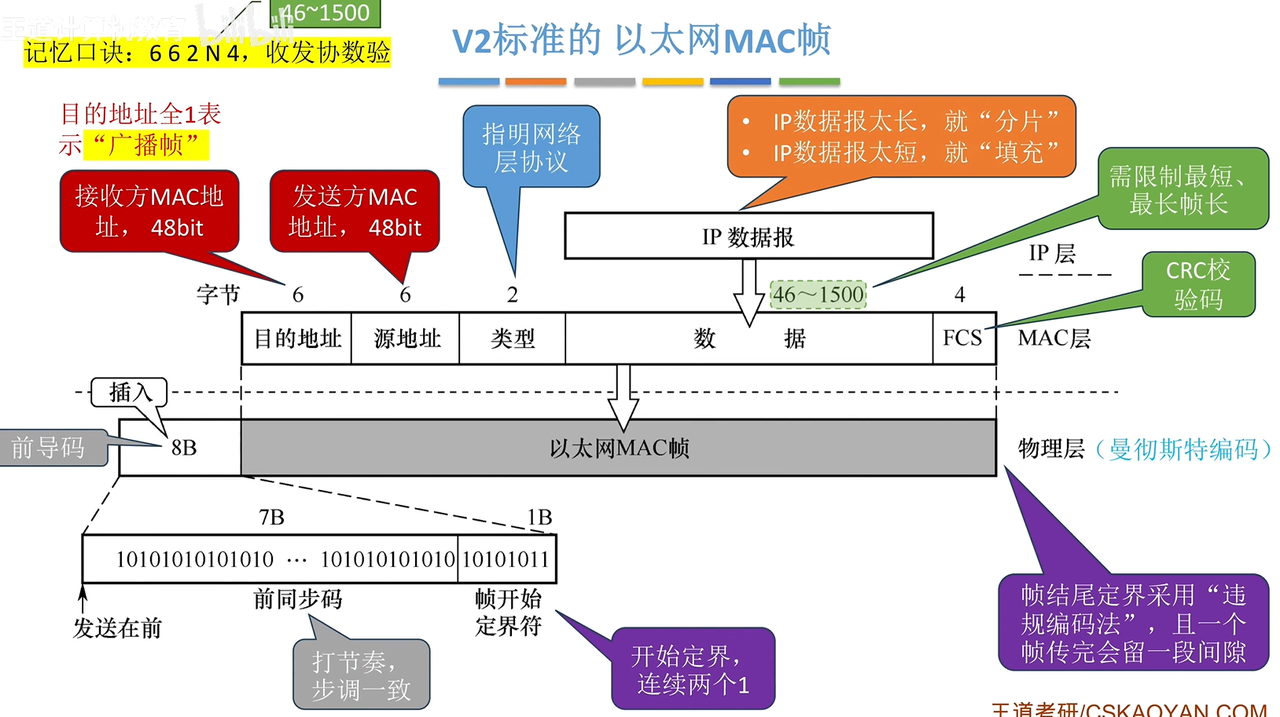 王道计算机教育 bilibili
46~1500
记忆口诀：6 6 2 N 4，收发协数验
V2标准的 以太网MAC帧
目的地址全1表
示“广播帧”
接收方MAC地
址， 48bit
发送方MAC
地址， 48bit
指明网络
层协议
• IP数据报太长，就“分片”
• IP数据报太短，就“填充”
需限制最短、
最长帧长
IP 数据报
IP 层
CRC校
验码
字节 6 6 2 46～1500 4
目的地址 源地址 类型 数 据 FCS MAC层
插入
前导码 8B 以太网MAC帧 物理层（曼彻斯特编码）
7B 1B
10101010101010 … 101010101010 10101011
发送在前
前同步码
帧开始
定界符
打节奏，
步调一致
开始定界，
连续两个1
帧结尾定界采用“违
规编码法”，且一个
帧传完会留一段间隙
王道考研/CSKAOYAN.COM